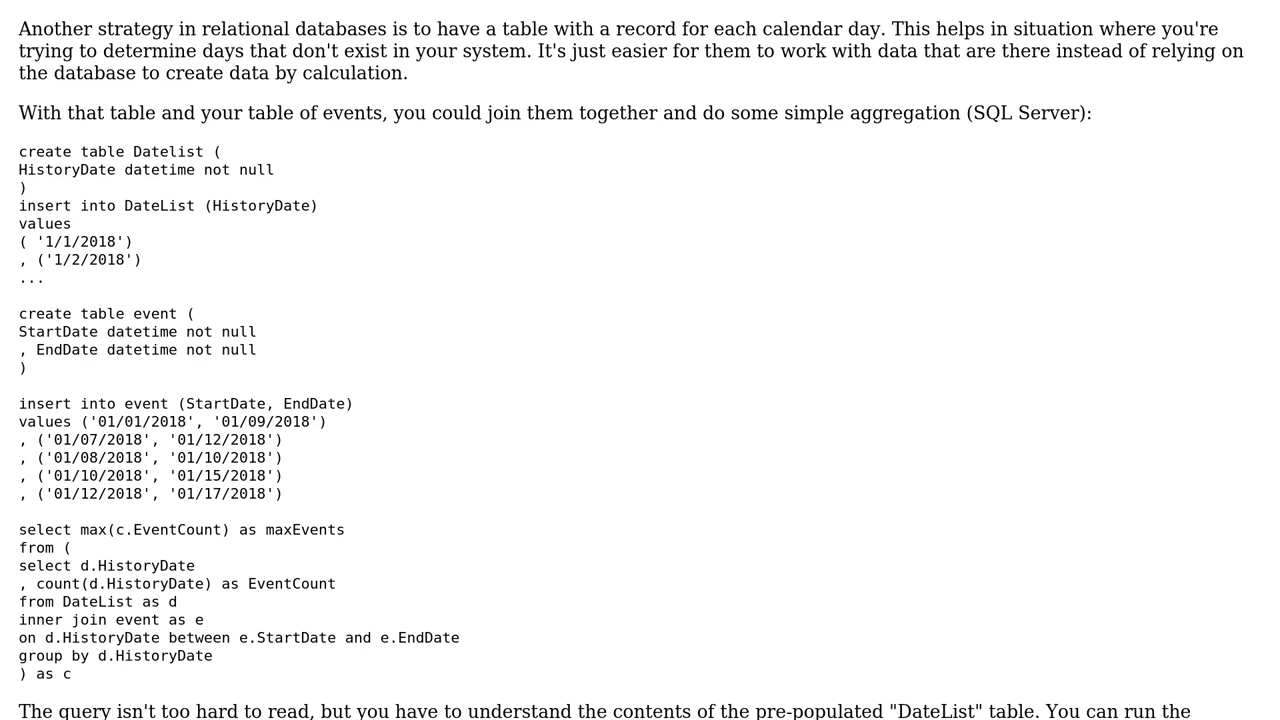 Another strategy in relational databases is to have a table with a record for each calendar day. This helps in situation where you're
trying to determine days that don't exist in your system. It's just easier for them to work with data that are there instead of relying on
the database to create data by calculation.
With that table and your table of events, you could join them together and do some simple aggregation (SQL Server):
create table Datelist (
HistoryDate datetime not null
)
insert into DateList (HistoryDate)
values
( '1/1/2018')
, ('1/2/2018')
...
create table event (
StartDate datetime not null
, EndDate datetime not null
)
insert into event (StartDate, EndDate)
values ('01/01/2018', '01/09/2018')
, ('01/07/2018', '01/12/2018')
, ('01/08/2018', '01/10/2018')
, ('01/10/2018', '01/15/2018')
, ('01/12/2018', '01/17/2018')
select max(c.EventCount) as maxEvents
from (
select d.HistoryDate
, count(d.HistoryDate) as EventCount
from DateList as d
inner join event as e
on d.HistoryDate between e.StartDate and e.EndDate
group by d.HistoryDate
) as c
The query isn't too hard to read, but you have to understand the contents of the pre-populated "DateList" table. You can run the